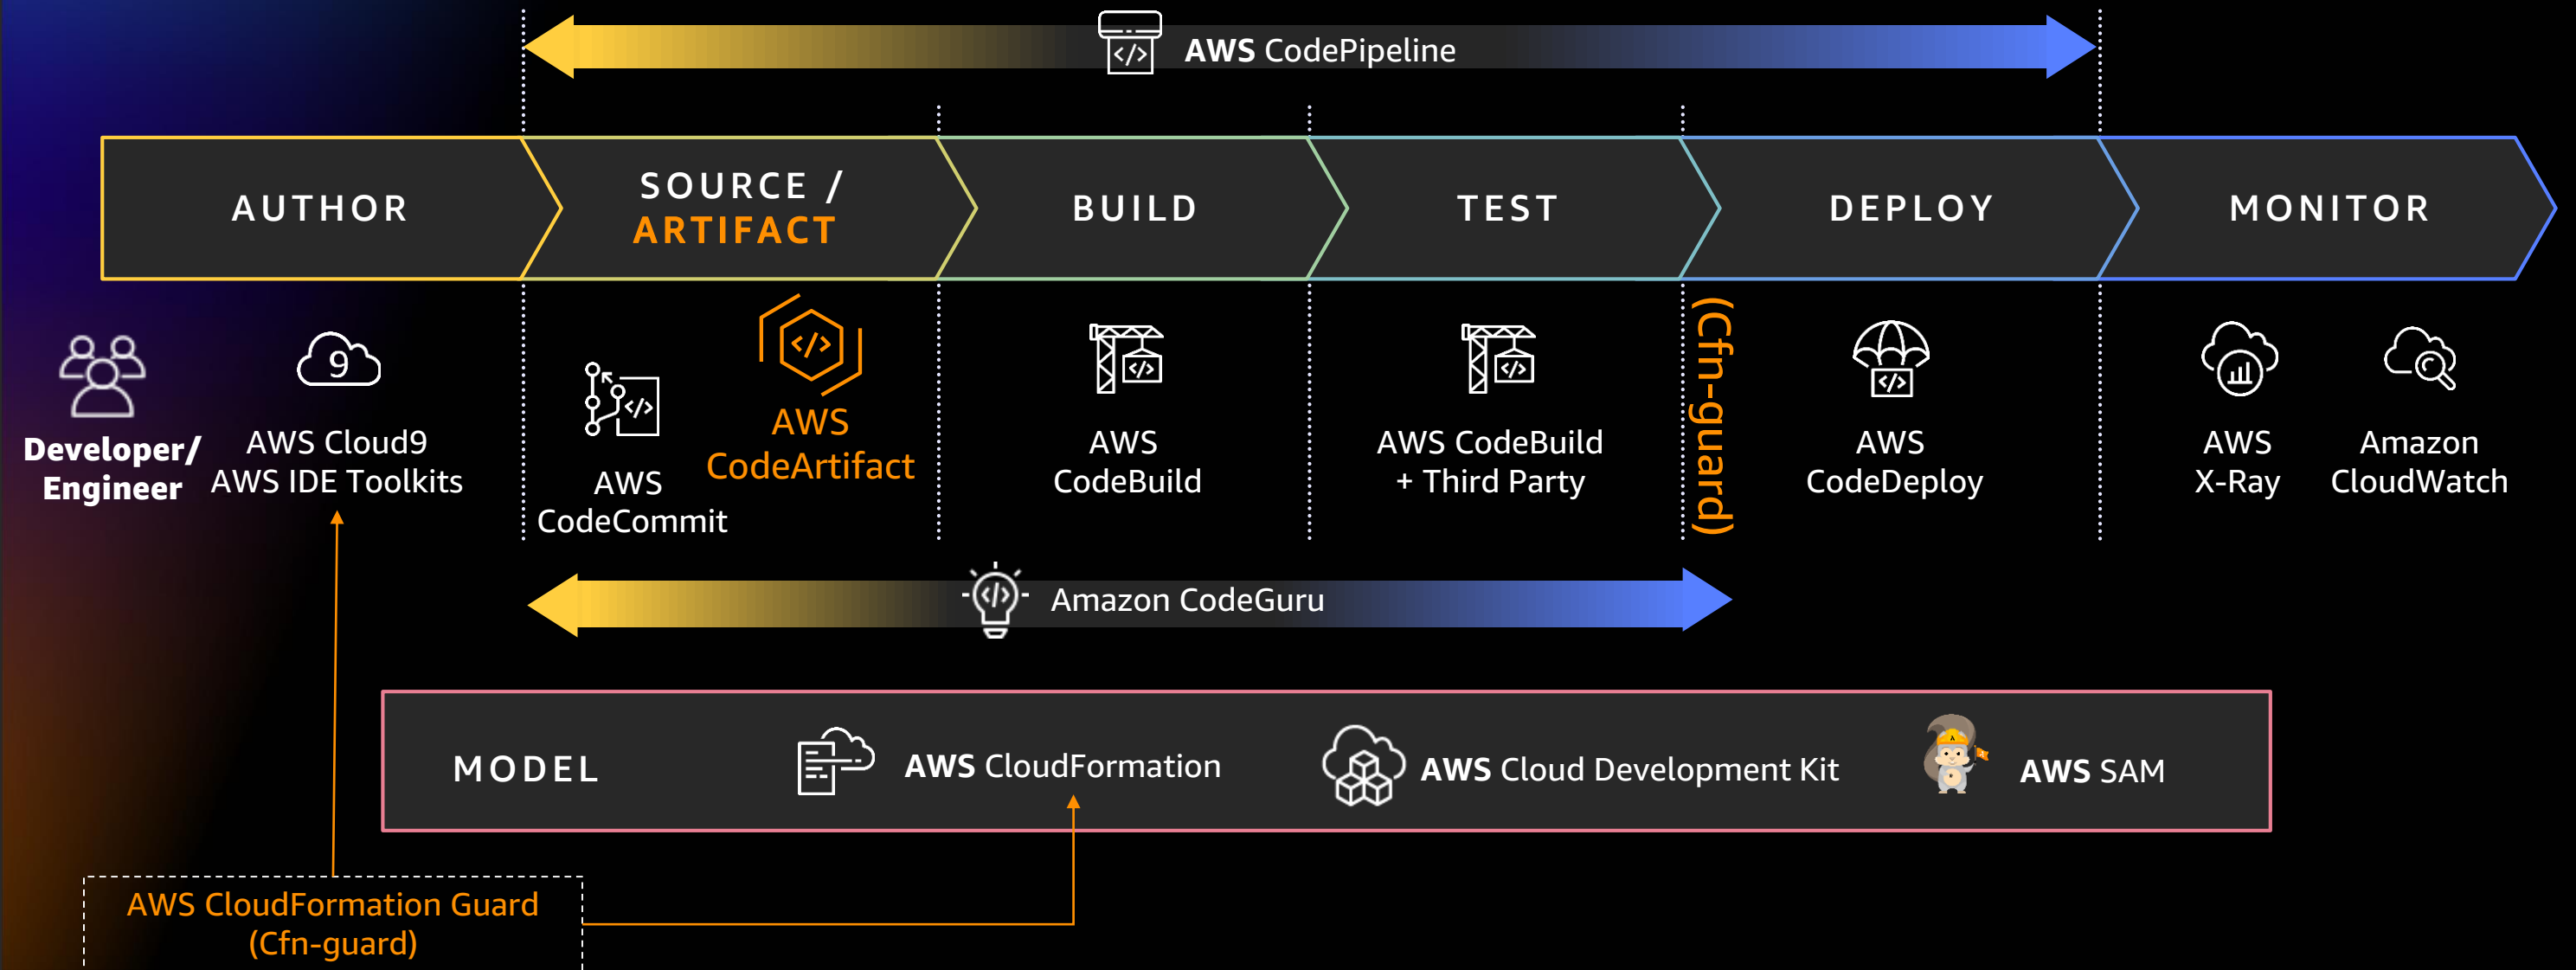 AWS CodePipeline
AUTHOR
SOURCE /
ARTIFACT
BUILD
TEST
DEPLOY
MONITOR
Developer/
Engineer
9
AWS Cloud9
AWS IDE Toolkits
</>
AWS
CodeCommit
</>
AWS
CodeArtifact
</>
AWS
CodeBuild
</>
AWS CodeBuild
+ Third Party
(Cfn-guard)
</>
AWS
CodeDeploy
AWS
X-Ray
Amazon
CloudWatch
</>
Amazon CodeGuru
MODEL
AWS CloudFormation
AWS Cloud Development Kit
AWS SAM
AWS CloudFormation Guard
(Cfn-guard)